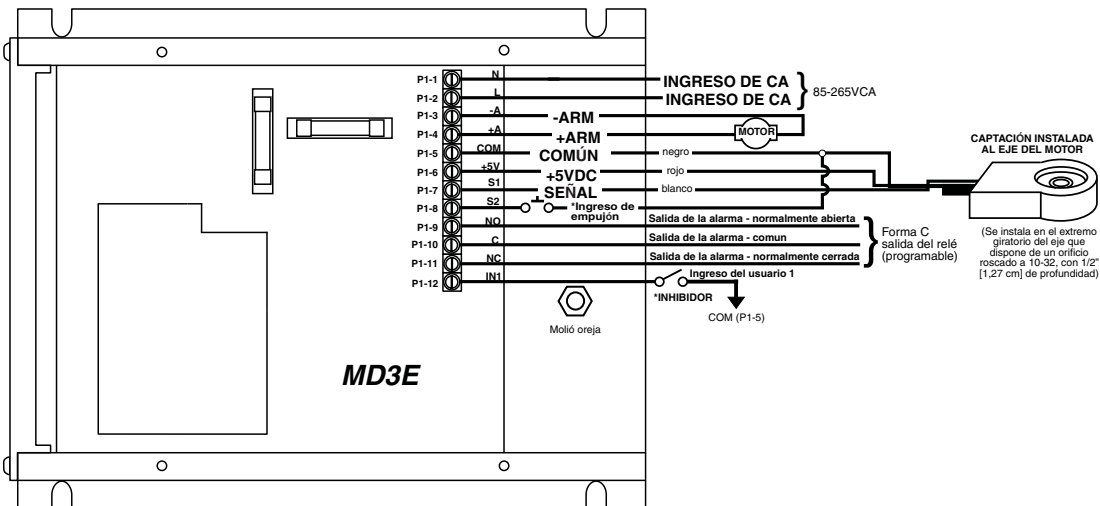 P1-1 N INGRESO DE CA
P1-2 L INGRESO DE CA
85-265VCA
P1-3 -A -ARM
P1-4 +A +ARM
MOTOR
P1-5 COM COMÚN negro
P1-6 +5V +5VDC rojo
P1-7 S1 SEÑAL blanco
P1-8 S2 *Ingreso de
empujón
P1-9 NO Salida de la alarma - normalmente abierta
P1-10 C Salida de la alarma - comun
P1-11 NC Salida de la alarma - normalmente cerrada
Forma C
salida del relé
(programable)
P1-12 IN1 Ingreso del usuario 1
*INHIBIDOR
COM (P1-5)
CAPTACIÓN INSTALADA
AL EJE DEL MOTOR
(Se instala en el extremo
giratorio del eje que
dispone de un orificio
roscado a 10-32, con 1/2"
[1,27 cm] de profundidad)
Molió oreja
MD3E